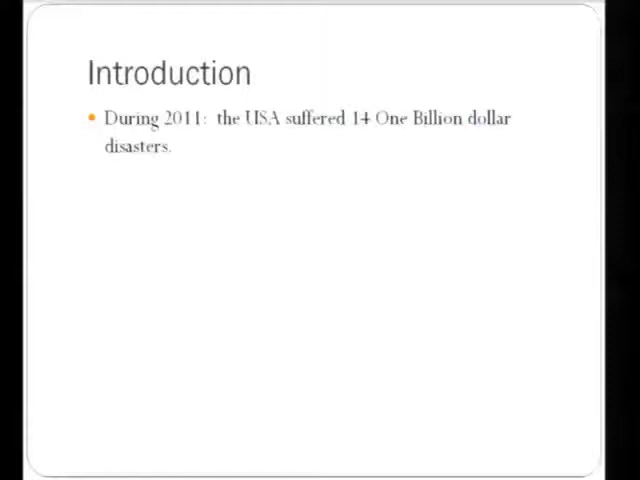 Introduction
During 2011:  the USA suffered 14 One Billion dollar
disasters.